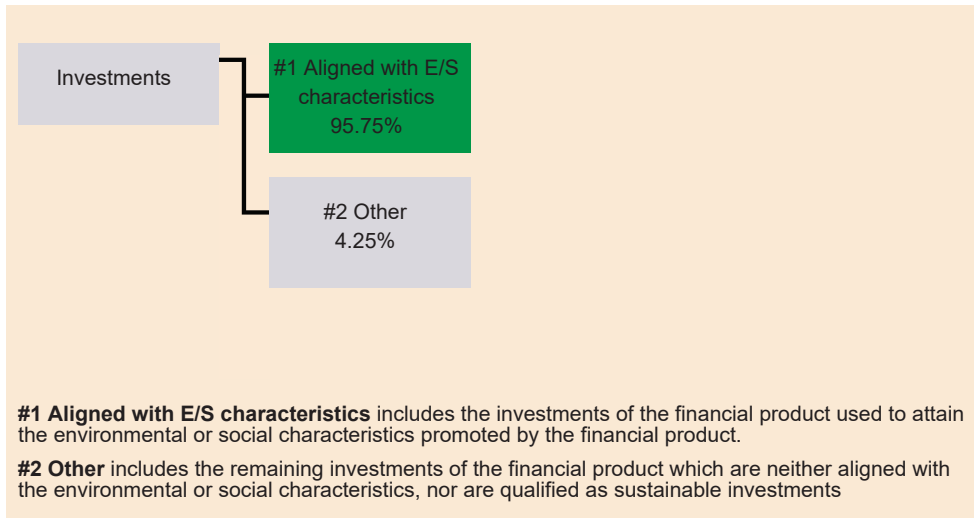 Investments
#1 Aligned with E/S
characteristics
95.75%
#2 Other
4.25%
#1 Aligned with E/S characteristics includes the investments of the financial product used to attain
the environmental or social characteristics promoted by the financial product.
#2 Other includes the remaining investments of the financial product which are neither aligned with
the environmental or social characteristics, nor are qualified as sustainable investments